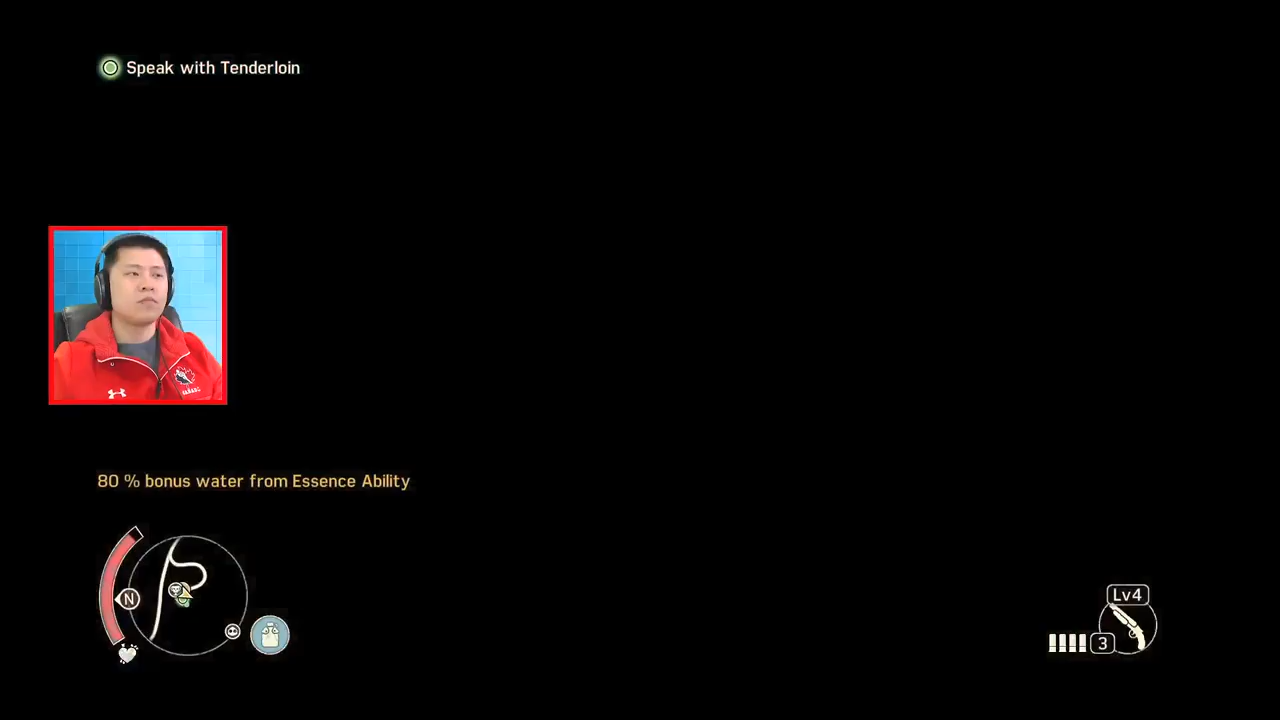 Speak with Tenderloin
80 % bonus water from Essence Ability
N
Lv4
3